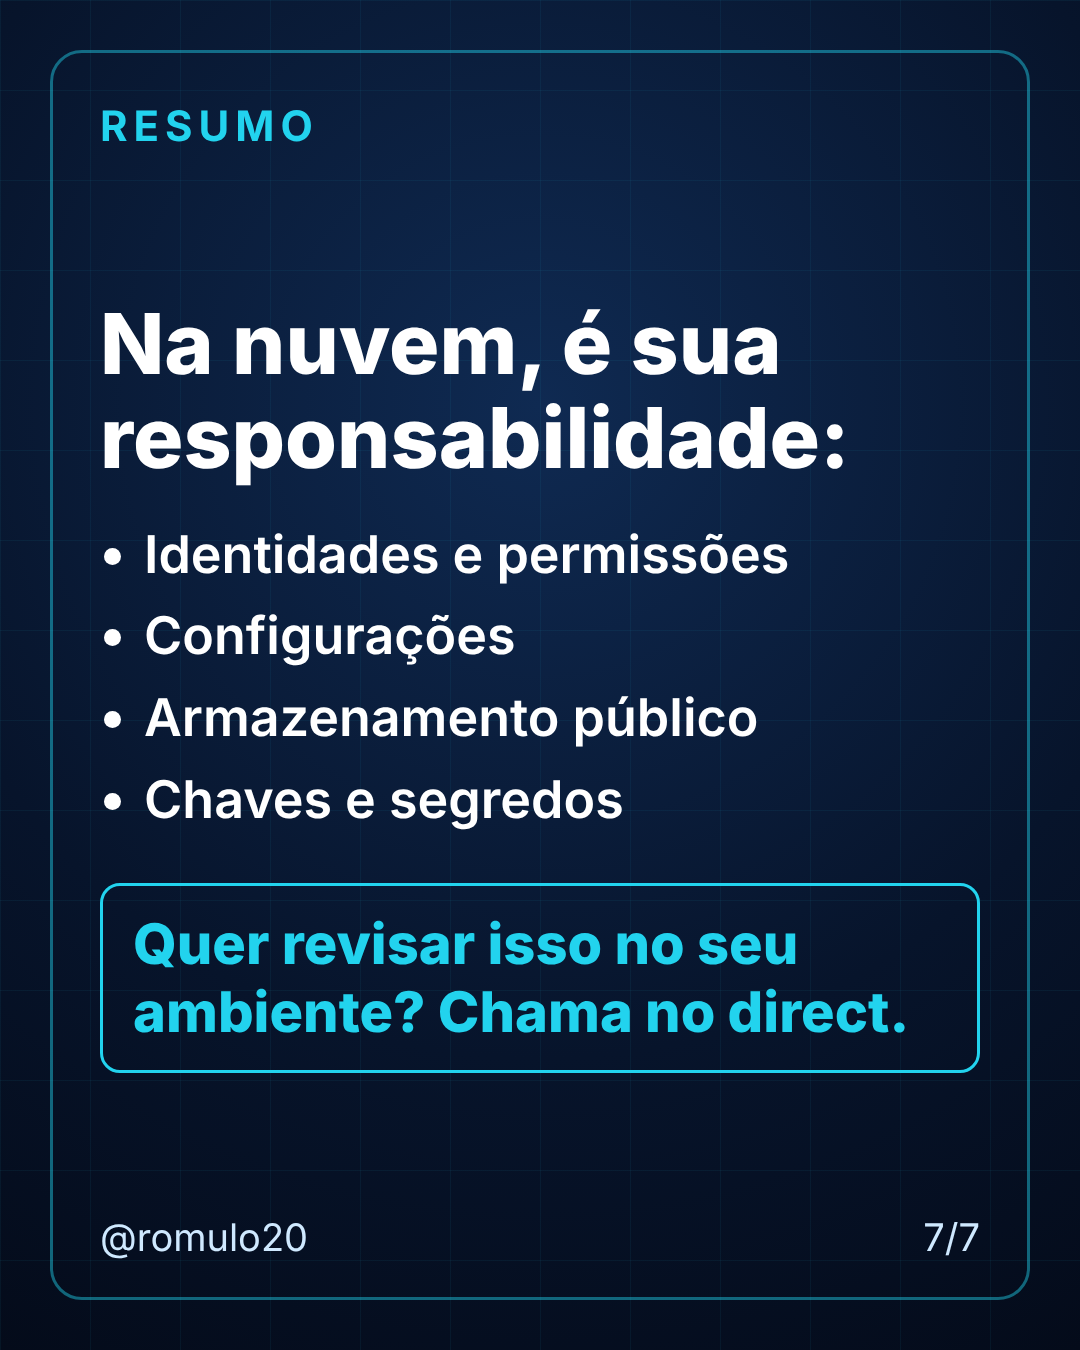 RESUMO
Na nuvem, é sua
responsabilidade:
• Identidades e permissões
• Configurações
• Armazenamento público
• Chaves e segredos
Quer revisar isso no seu
ambiente? Chama no direct.
@romulo20
7/7